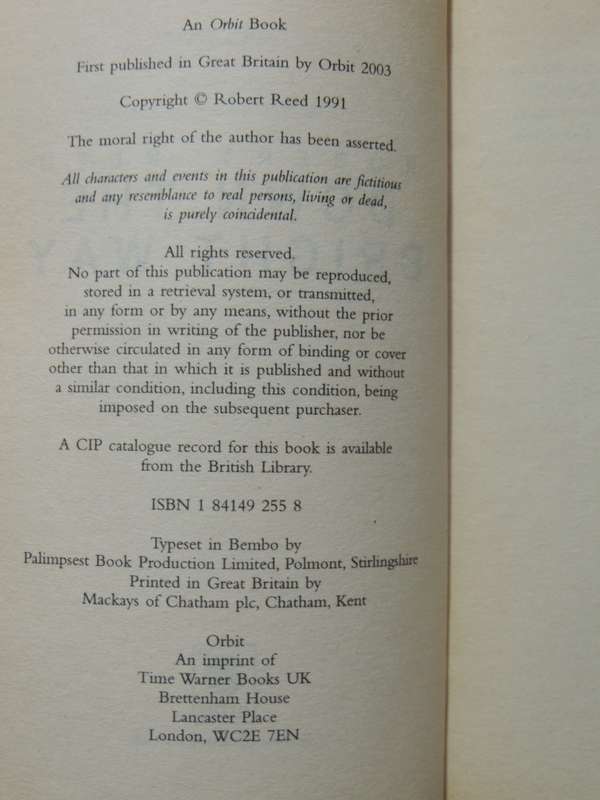 An Orbit Book
First published in Great Britain by Orbit 2003
Copyright © Robert Reed 1991
The moral right of the author has been asserted.
All characters and events in this publication are fictitious
and any resemblance to real persons, living or dead,
is purely coincidental.
All rights reserved.
No part of this publication may be reproduced,
stored in a retrieval system, or transmitted,
in any form or by any means, without the prior
permission in writing of the publisher, nor be
otherwise circulated in any form of binding or cover
other than that in which it is published and without
a similar condition, including this condition, being
imposed on the subsequent purchaser.
A CIP catalogue record for this book is available
from the British Library.
ISBN 1 84149 255 8
Typeset in Bembo by
Palimpsest Book Production Limited, Polmont, Stirlingshire
Printed in Great Britain by
Mackays of Chatham plc, Chatham, Kent
Orbit
An imprint of
Time Warner Books UK
Brettenham House
Lancaster Place
London, WC2E 7EN